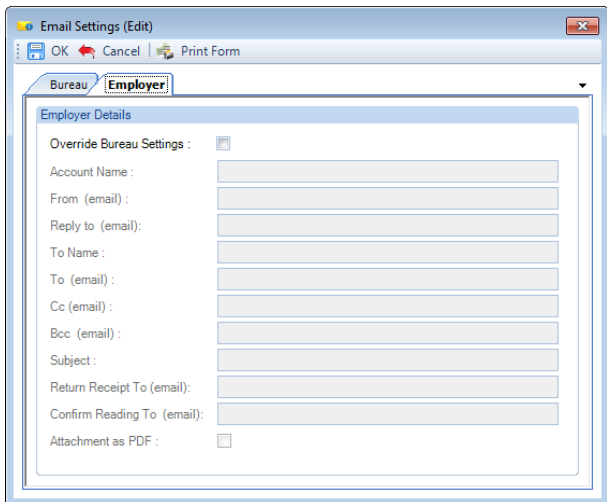 Email Settings (Edit)
OK Cancel Print Form
Bureau Employer
Employer Details
Override Bureau Settings :
Account Name :
From (email) :
Reply to (email):
To Name :
To (email) :
Cc (email) :
Bcc (email) :
Subject :
Return Receipt To (email):
Confirm Reading To (email):
Attachment as PDF :